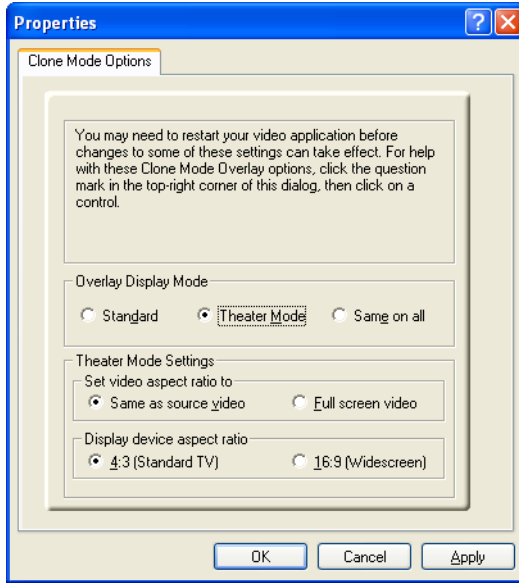 Properties
Clone Mode Options
You may need to restart your video application before
changes to some of these settings can take effect. For help
with these Clone Mode Overlay options, click the question
mark in the top-right corner of this dialog, then click on a
control.
Overlay Display Mode
Standard Theater Mode Same on all
Theater Mode Settings
Set video aspect ratio to
Same as source video Full screen video
Display device aspect ratio
4:3 (Standard TV) 16:9 (Widescreen)
OK Cancel Apply